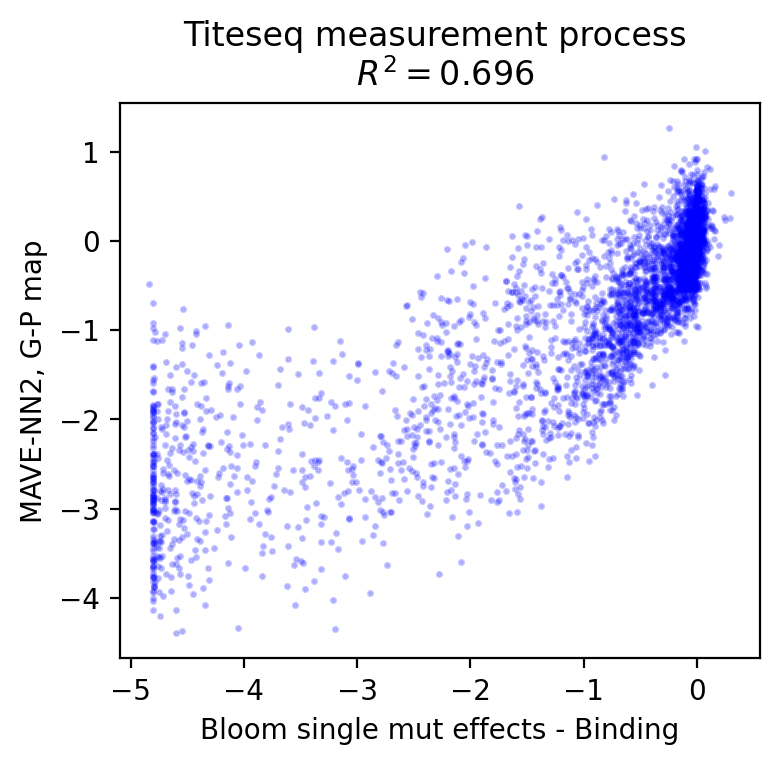 Titeseq measurement process
R² = 0.696
MAVE-NN2, G-P map
1
0
−1
−2
−3
−4
−5 −4 −3 −2 −1 0
Bloom single mut effects - Binding